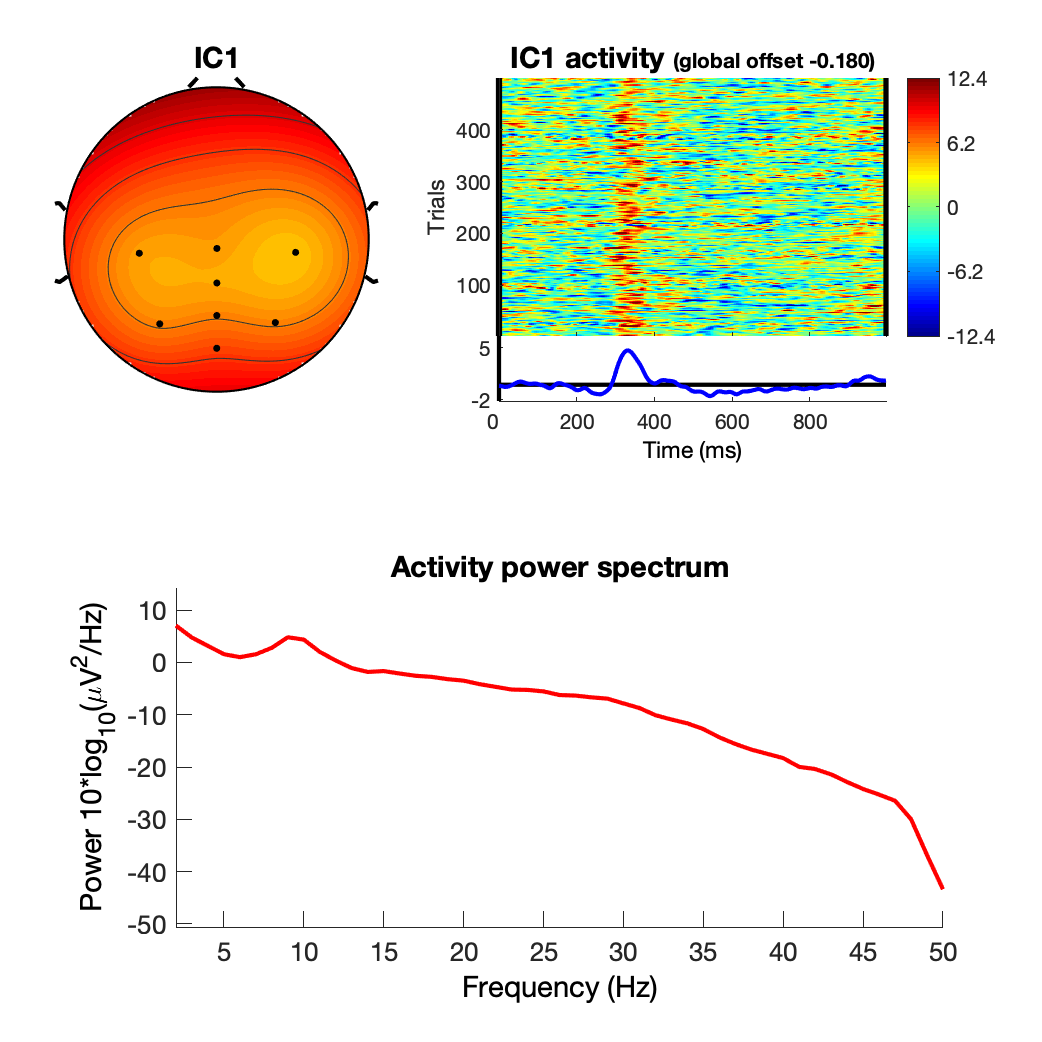 IC1
IC1 activity (global offset -0.180)
12.4
6.2
0
-6.2
-12.4
Trials
400
300
200
100
5
-2
0 200 400 600 800
Time (ms)
Activity power spectrum
Power 10*log10(μV2/Hz)
10
0
-10
-20
-30
-40
-50
5 10 15 20 25 30 35 40 45 50
Frequency (Hz)